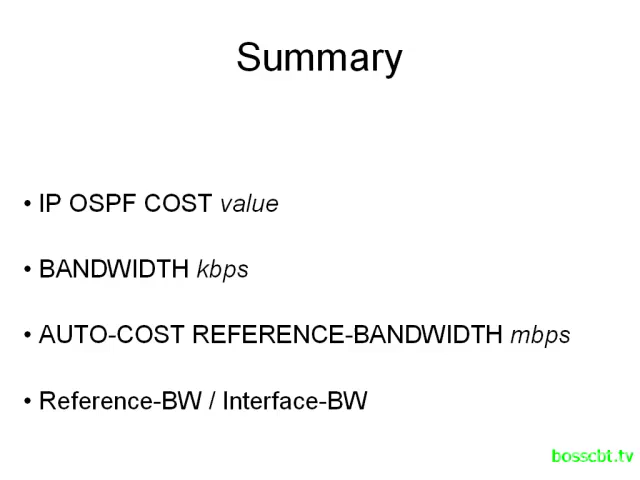 Summary
• IP OSPF COST value
• BANDWIDTH kbps
• AUTO-COST REFERENCE-BANDWIDTH mbps
• Reference-BW / Interface-BW
bosscbt.tv